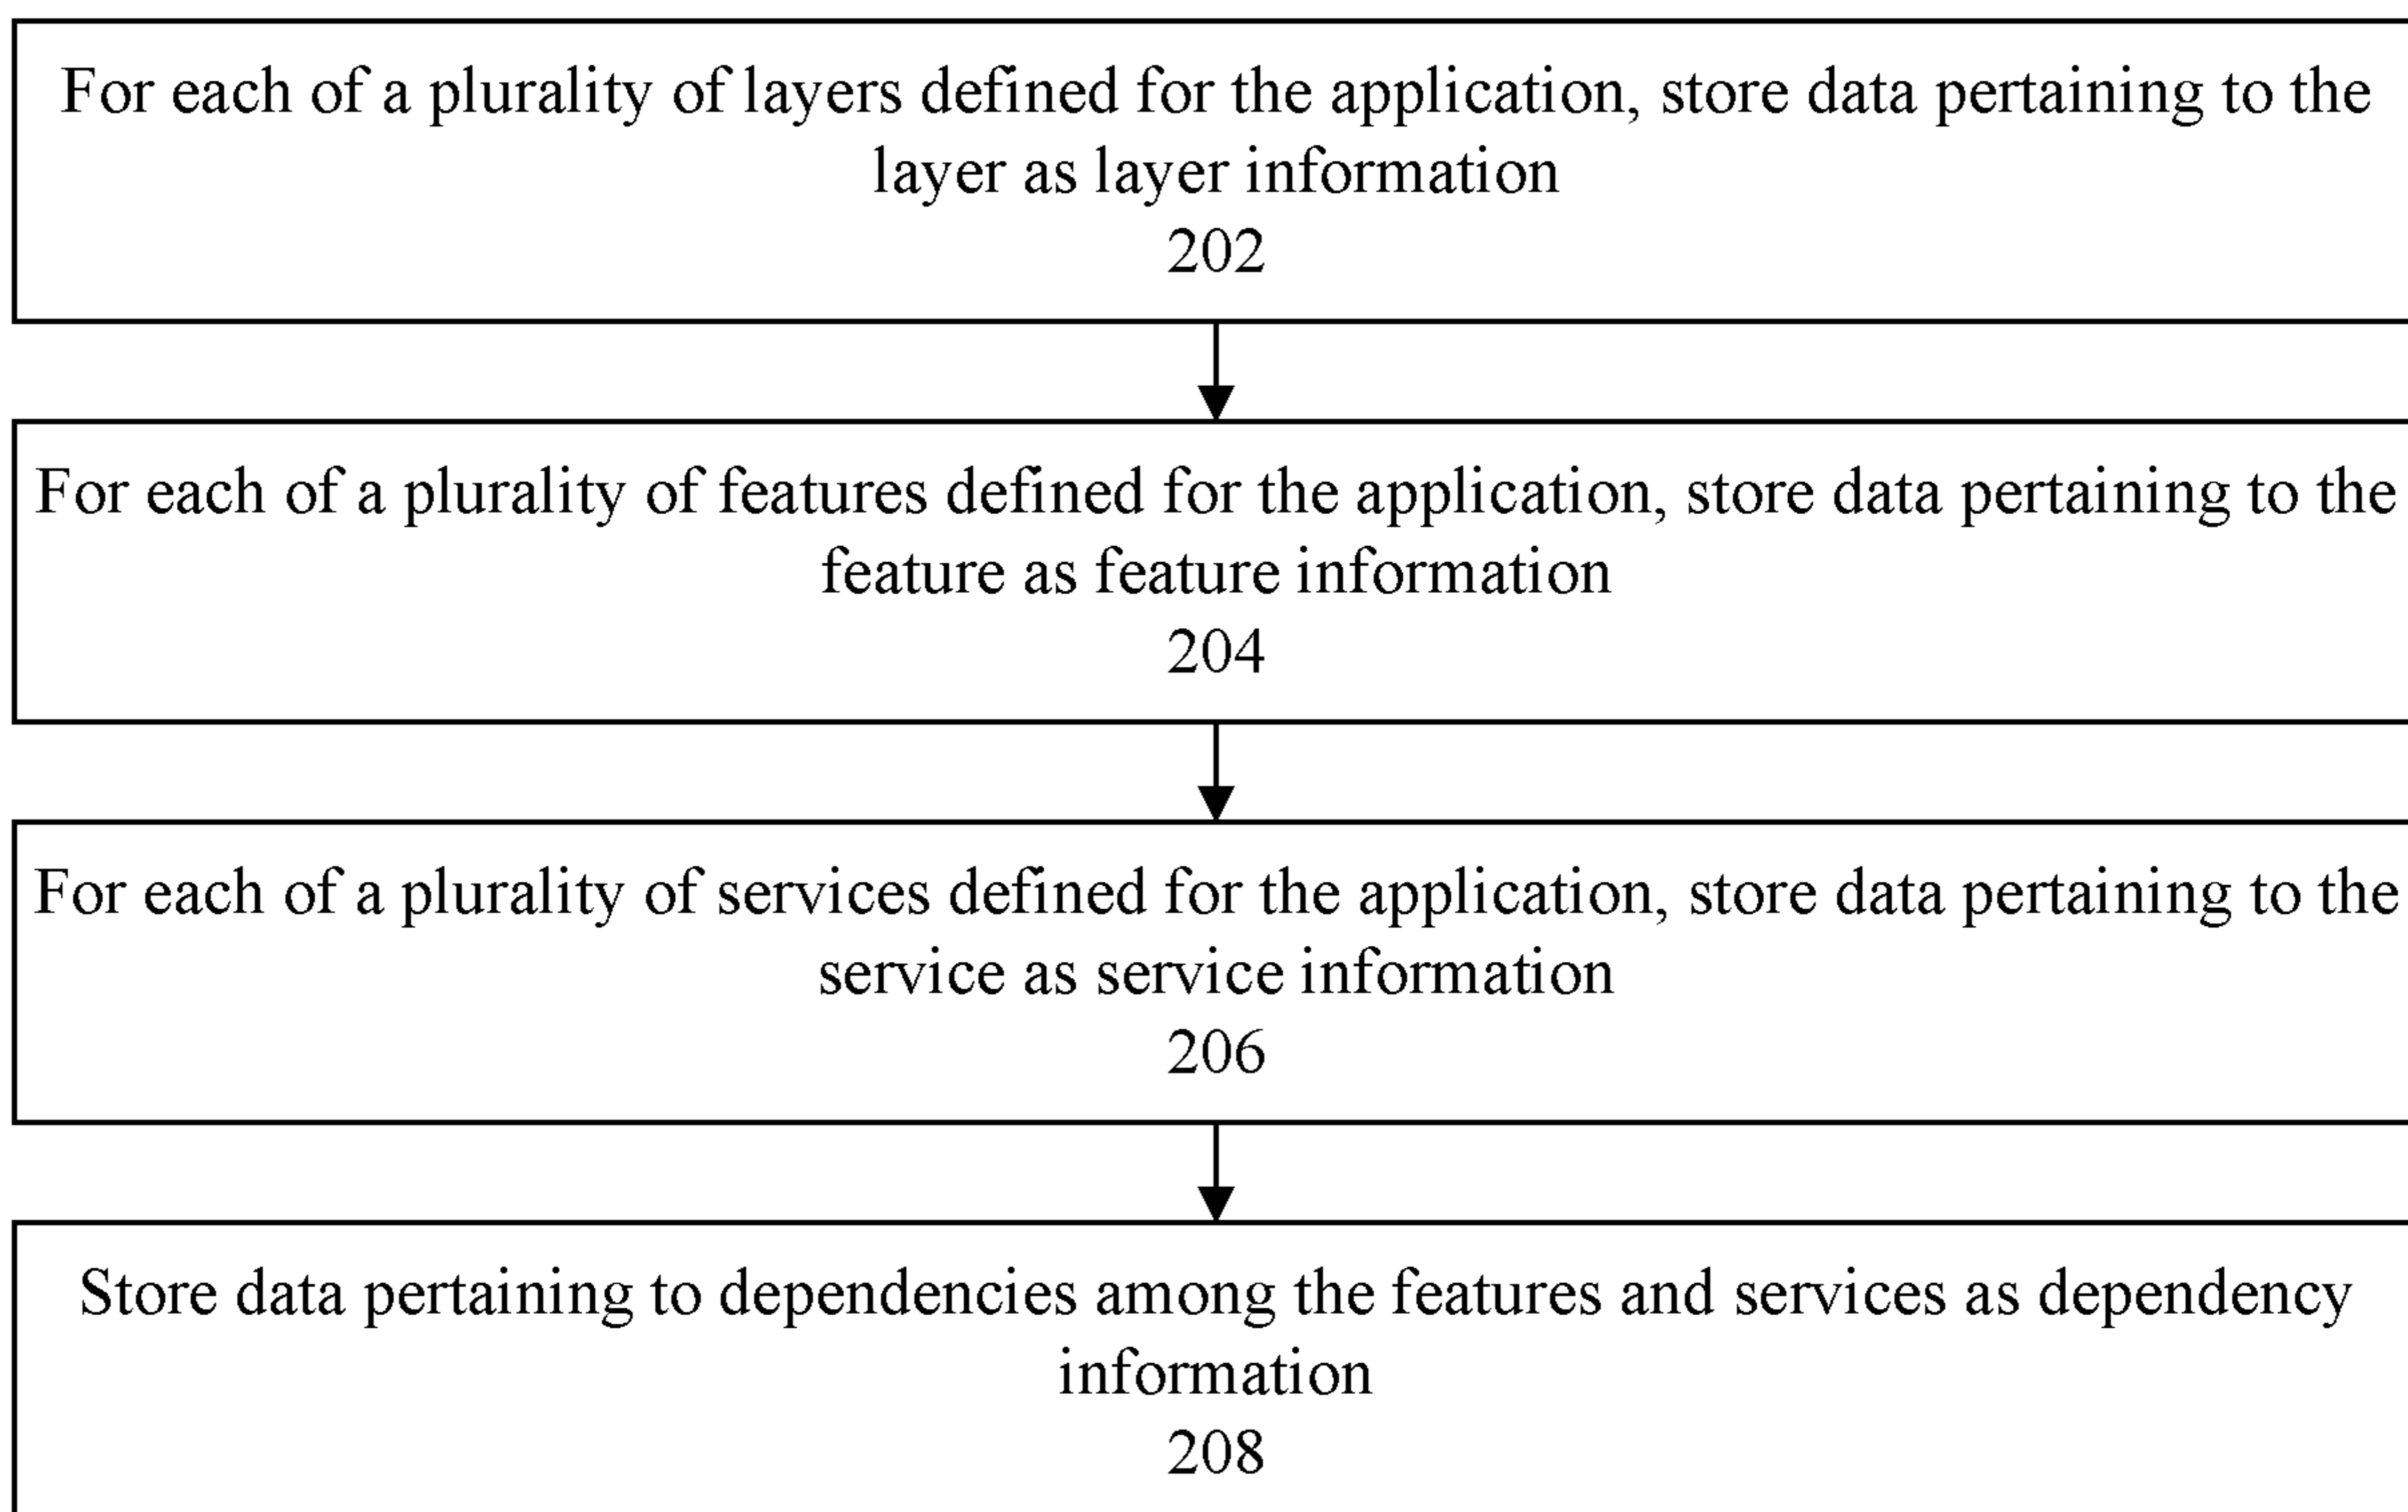 For each of a plurality of layers defined for the application, store data pertaining to the
layer as layer information
202
For each of a plurality of features defined for the application, store data pertaining to the
feature as feature information
204
For each of a plurality of services defined for the application, store data pertaining to the
service as service information
206
Store data pertaining to dependencies among the features and services as dependency
information
208